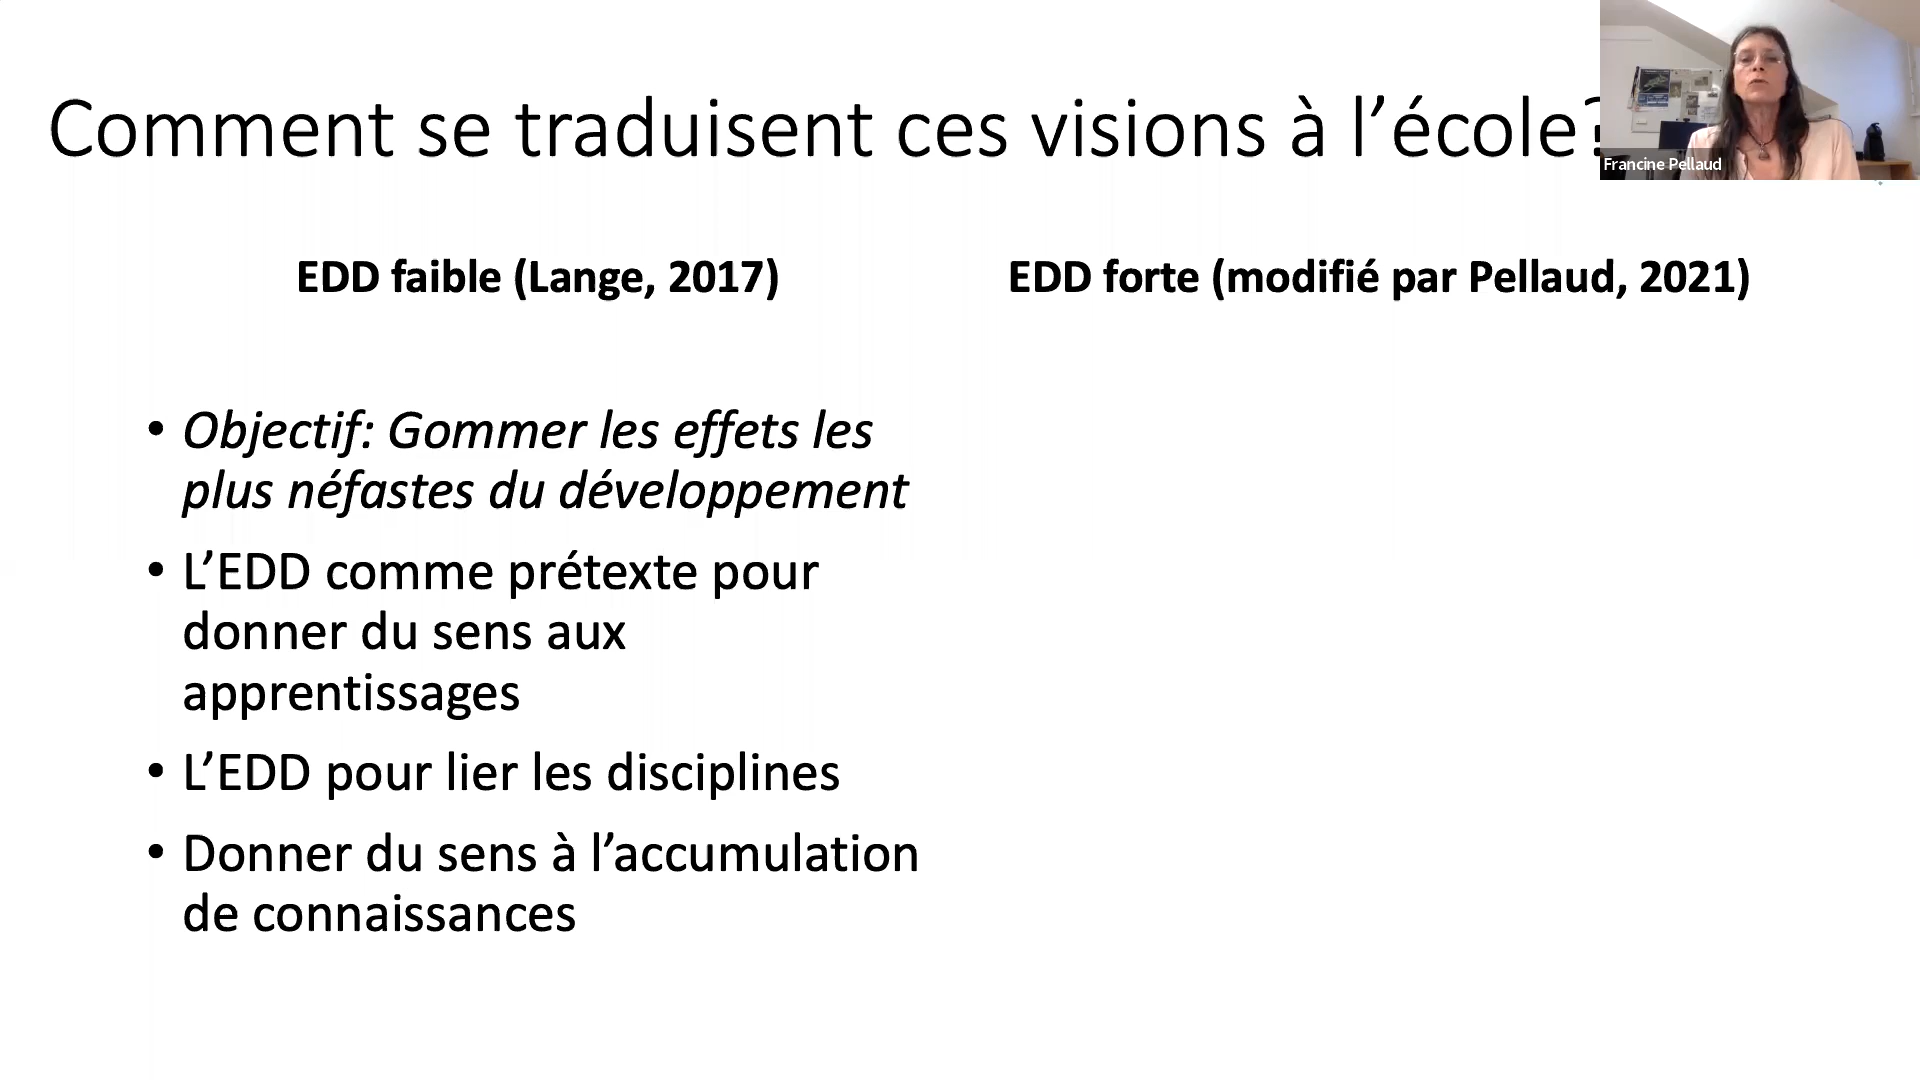 Comment se traduisent ces visions à l’école?
Francine Pellaud
EDD faible (Lange, 2017)
EDD forte (modifié par Pellaud, 2021)
• Objectif: Gommer les effets les
plus néfastes du développement
• L’EDD comme prétexte pour
donner du sens aux
apprentissages
• L’EDD pour lier les disciplines
• Donner du sens à l’accumulation
de connaissances